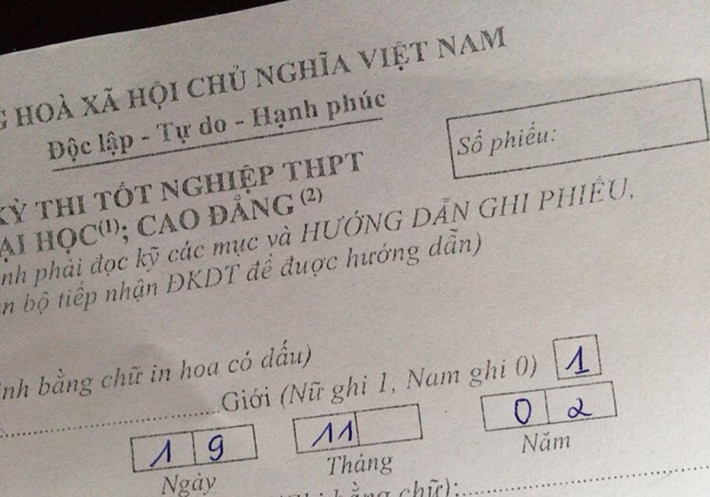 HOÀ XÃ HỘI CHỦ NGHĨA VIỆT NAM
Độc lập - Tự do - Hạnh phúc
Số phiếu:
KỲ THI TỐT NGHIỆP THPT
ẠI HỌC(1); CAO ĐẲNG (2)
nh phải đọc kỹ các mục và HƯỚNG DẪN GHI PHIẾU,
n bộ tiếp nhận ĐKDT để được hướng dẫn)
nh bằng chữ in hoa có dấu)
Giới (Nữ ghi 1, Nam ghi 0) 1
1 9 11 0 2
Ngày Tháng Năm
bằng chữ):